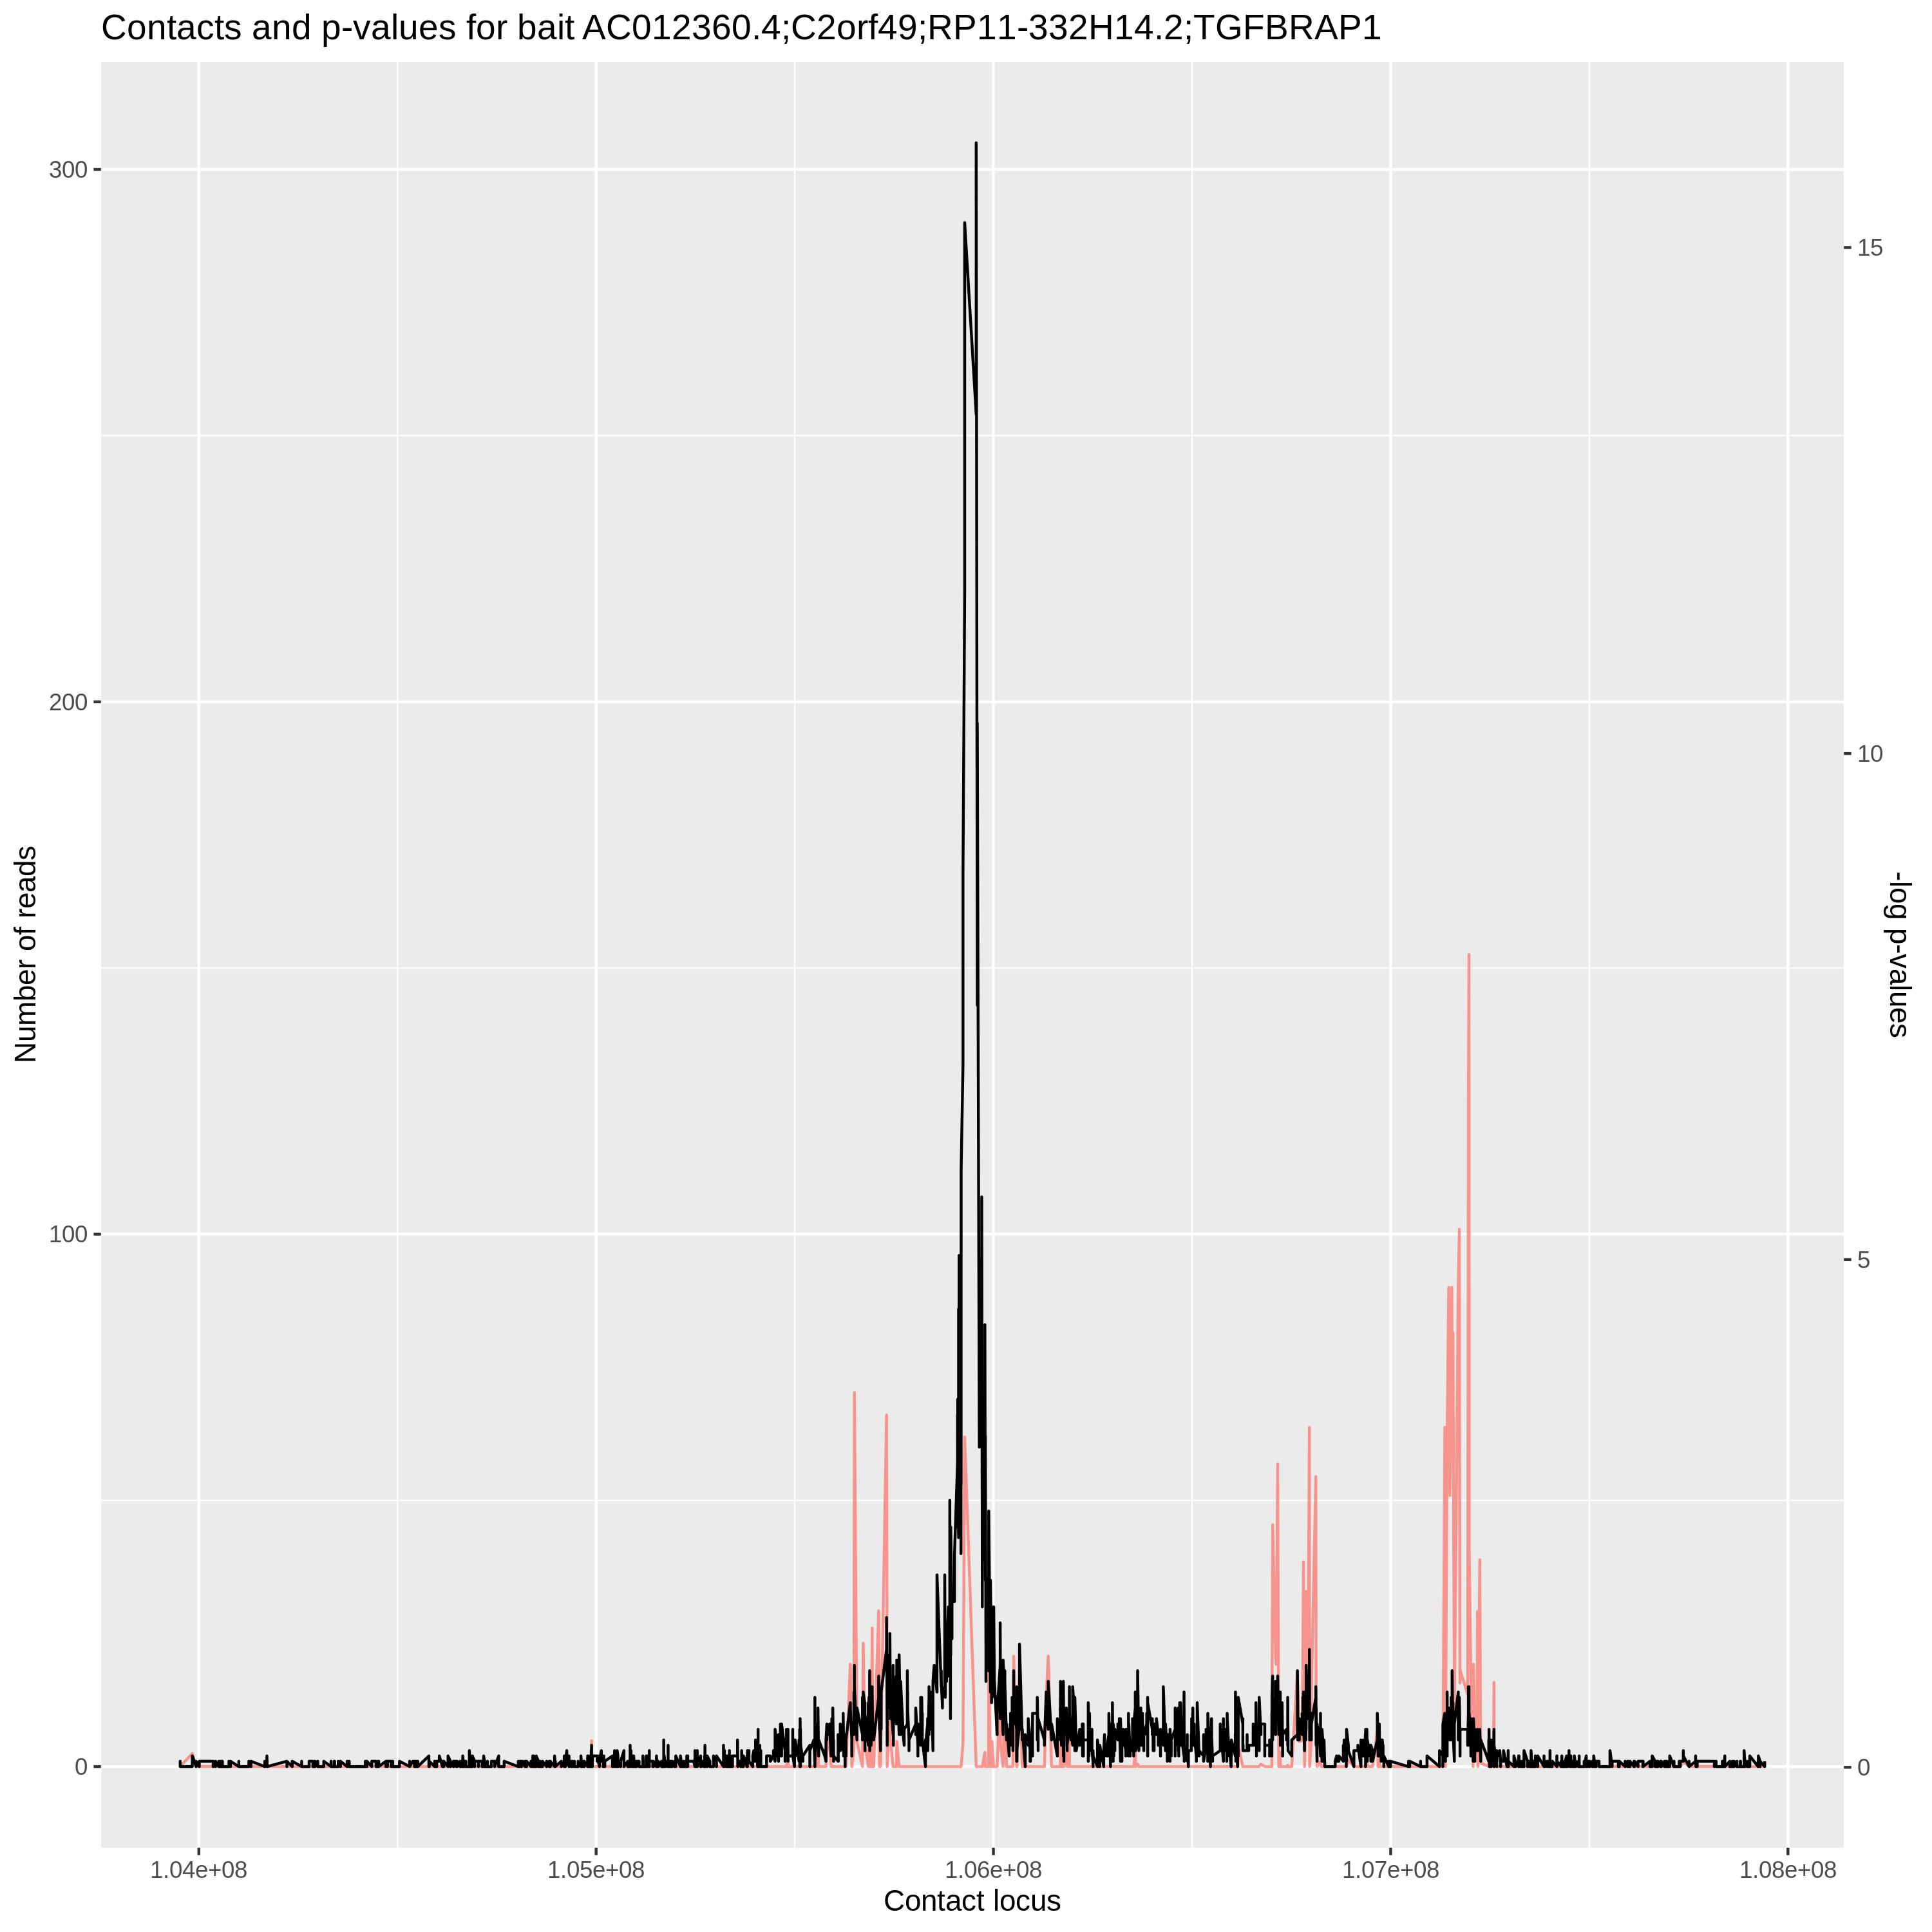 Contacts and p-values for bait AC012360.4;C2orf49;RP11-332H14.2;TGFBRAP1
300
200
100
0
Number of reads
15
10
5
0
-log p-values
1.04e+08
1.05e+08
1.06e+08
1.07e+08
1.08e+08
Contact locus